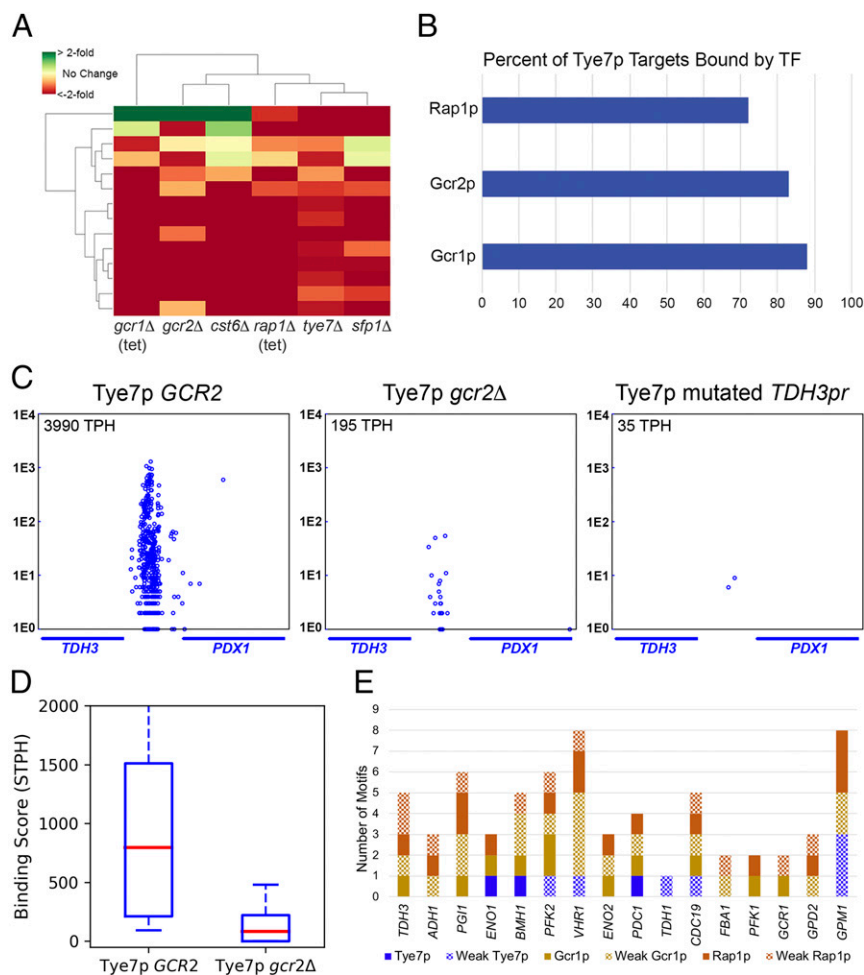 A
> 2-fold
No Change
<-2-fold
gcr1Δ gcr2Δ cst6Δ rap1Δ tye7Δ sfp1Δ
(tet) (tet)
B
Percent of Tye7p Targets Bound by TF
Rap1p
Gcr2p
Gcr1p
0 10 20 30 40 50 60 70 80 90 100
C
Tye7p GCR2
1E4
1E3
1E2
1E1
1E0
3990 TPH
TDH3 PDX1
Tye7p gcr2Δ
1E4
1E3
1E2
1E1
1E0
195 TPH
TDH3 PDX1
Tye7p mutated TDH3pr
1E4
1E3
1E2
1E1
1E0
35 TPH
TDH3 PDX1
D
Binding Score (STPH)
2000
1500
1000
500
0
Tye7p GCR2 Tye7p gcr2Δ
E
Number of Motifs
9
8
7
6
5
4
3
2
1
0
TDH3 ADH1 PGI1 ENO1 BMH1 PFK2 VHR1 ENO2 PDC1 TDH1 CDC19 FBA1 PFK1 GCR1 GPD2 GPM1
Tye7p Weak Tye7p Gcr1p Weak Gcr1p Rap1p Weak Rap1p